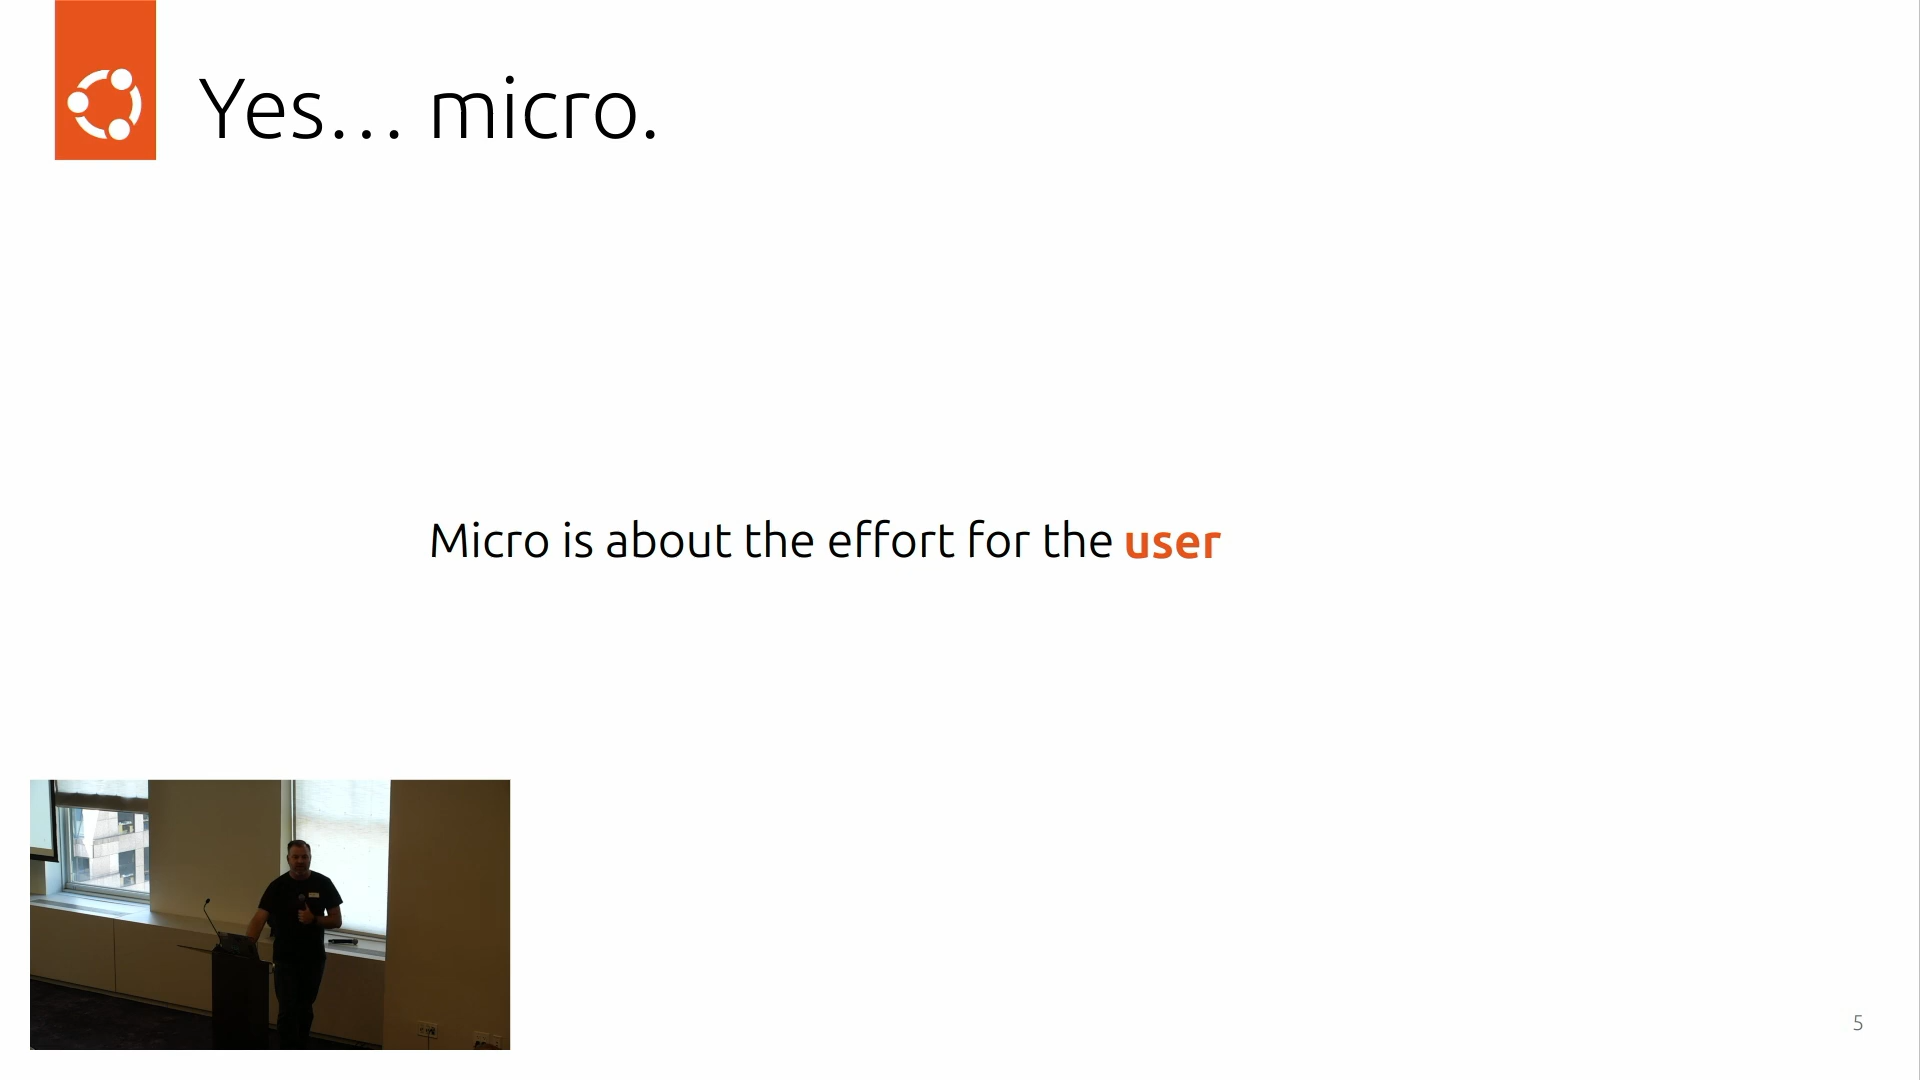 Yes... micro.
Micro is about the effort for the user
5